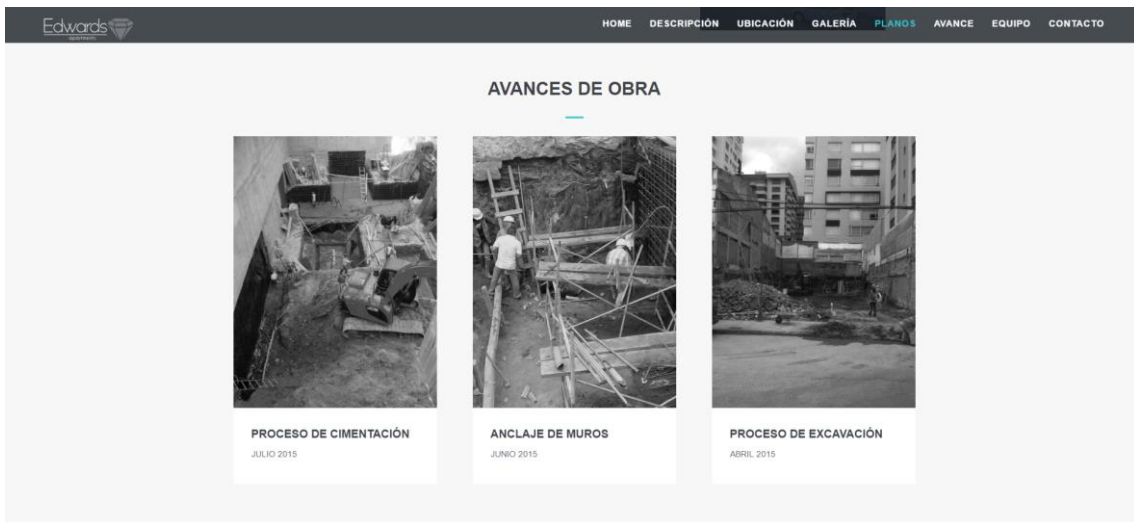 Edwards
HOME DESCRIPCIÓN UBICACIÓN GALERÍA PLANOS AVANCE EQUIPO CONTACTO
AVANCES DE OBRA
PROCESO DE CIMENTACIÓN
JULIO 2015
ANCLAJE DE MUROS
JUNIO 2015
PROCESO DE EXCAVACIÓN
ABRIL 2015